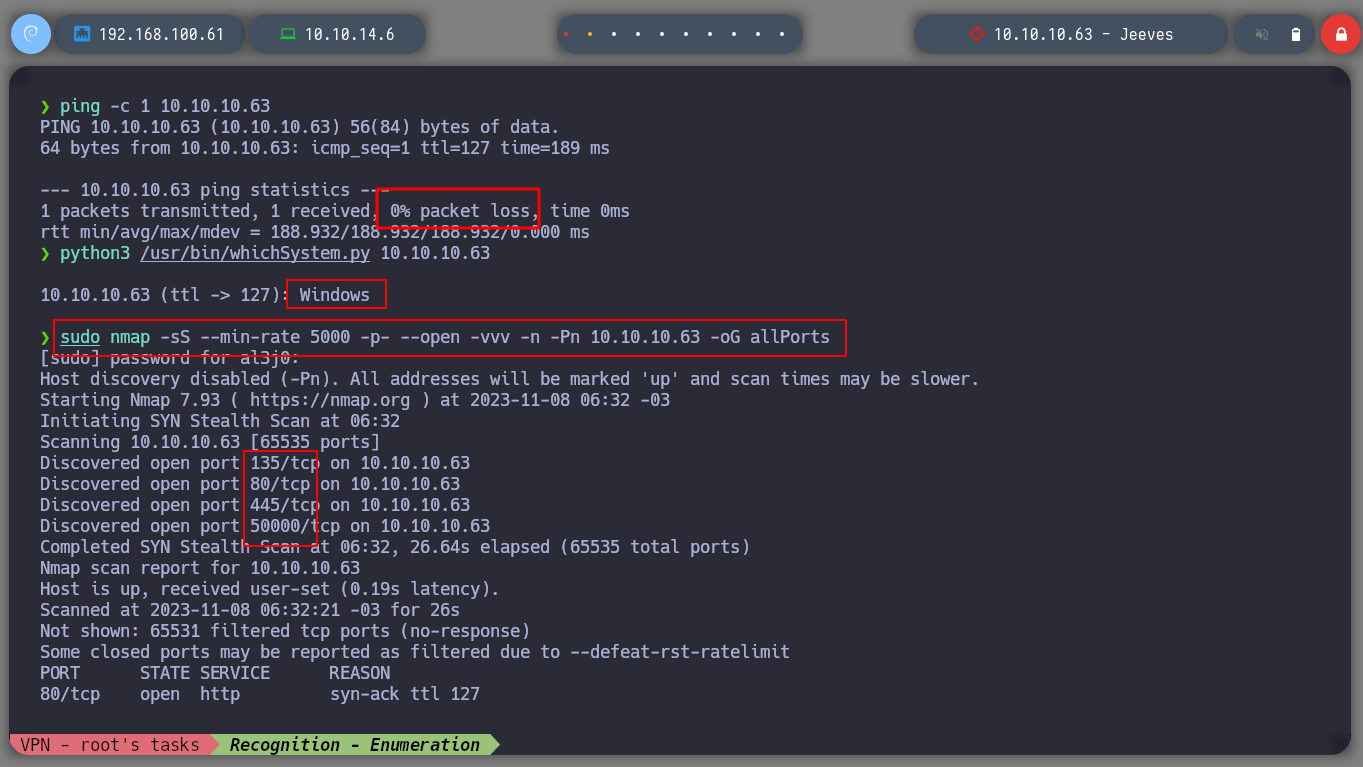 192.168.100.61
10.10.14.6
10.10.10.63 - Jeeves
❯ ping -c 1 10.10.10.63
PING 10.10.10.63 (10.10.10.63) 56(84) bytes of data.
64 bytes from 10.10.10.63: icmp_seq=1 ttl=127 time=189 ms
--- 10.10.10.63 ping statistics ---
1 packets transmitted, 1 received, 0% packet loss, time 0ms
rtt min/avg/max/mdev = 188.932/188.932/188.932/0.000 ms
❯ python3 /usr/bin/whichSystem.py 10.10.10.63
10.10.10.63 (ttl -> 127): Windows
❯ sudo nmap -sS --min-rate 5000 -p- --open -vvv -n -Pn 10.10.10.63 -oG allPorts
[sudo] password for al3j0:
Host discovery disabled (-Pn). All addresses will be marked 'up' and scan times may be slower.
Starting Nmap 7.93 ( https://nmap.org ) at 2023-11-08 06:32 -03
Initiating SYN Stealth Scan at 06:32
Scanning 10.10.10.63 [65535 ports]
Discovered open port 135/tcp on 10.10.10.63
Discovered open port 80/tcp on 10.10.10.63
Discovered open port 445/tcp on 10.10.10.63
Discovered open port 50000/tcp on 10.10.10.63
Completed SYN Stealth Scan at 06:32, 26.64s elapsed (65535 total ports)
Nmap scan report for 10.10.10.63
Host is up, received user-set (0.19s latency).
Scanned at 2023-11-08 06:32:21 -03 for 26s
Not shown: 65531 filtered tcp ports (no-response)
Some closed ports may be reported as filtered due to --defeat-rst-ratelimit
PORT      STATE SERVICE      REASON
80/tcp    open  http         syn-ack ttl 127
VPN - root's tasks Recognition - Enumeration